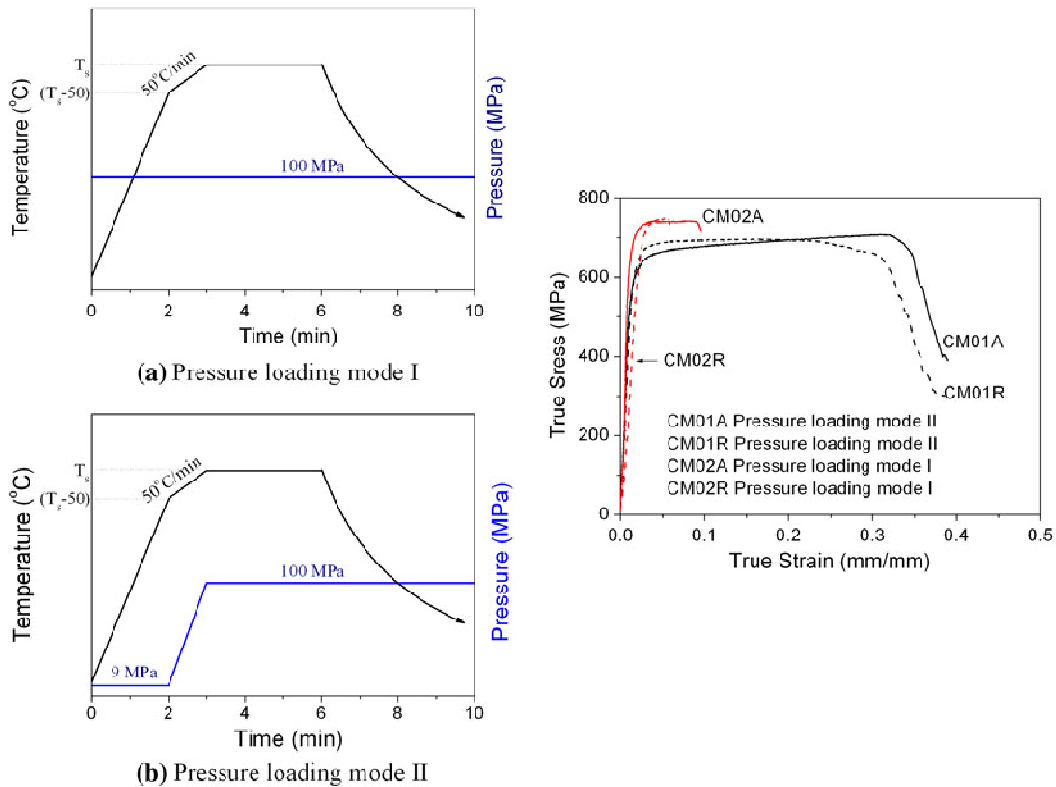 T_s
(T_s-50)
50°C/min
Temperature (°C)
Pressure (MPa)
100 MPa
0 2 4 6 8 10
Time (min)
(a) Pressure loading mode I
T_s
(T_s-50)
50°C/min
Temperature (°C)
Pressure (MPa)
100 MPa
9 MPa
0 2 4 6 8 10
Time (min)
(b) Pressure loading mode II
800
600
400
200
0
True Sress (MPa)
CM02A
CM01A
CM02R
CM01R
CM01A Pressure loading mode II
CM01R Pressure loading mode II
CM02A Pressure loading mode I
CM02R Pressure loading mode I
0.0 0.1 0.2 0.3 0.4 0.5
True Strain (mm/mm)